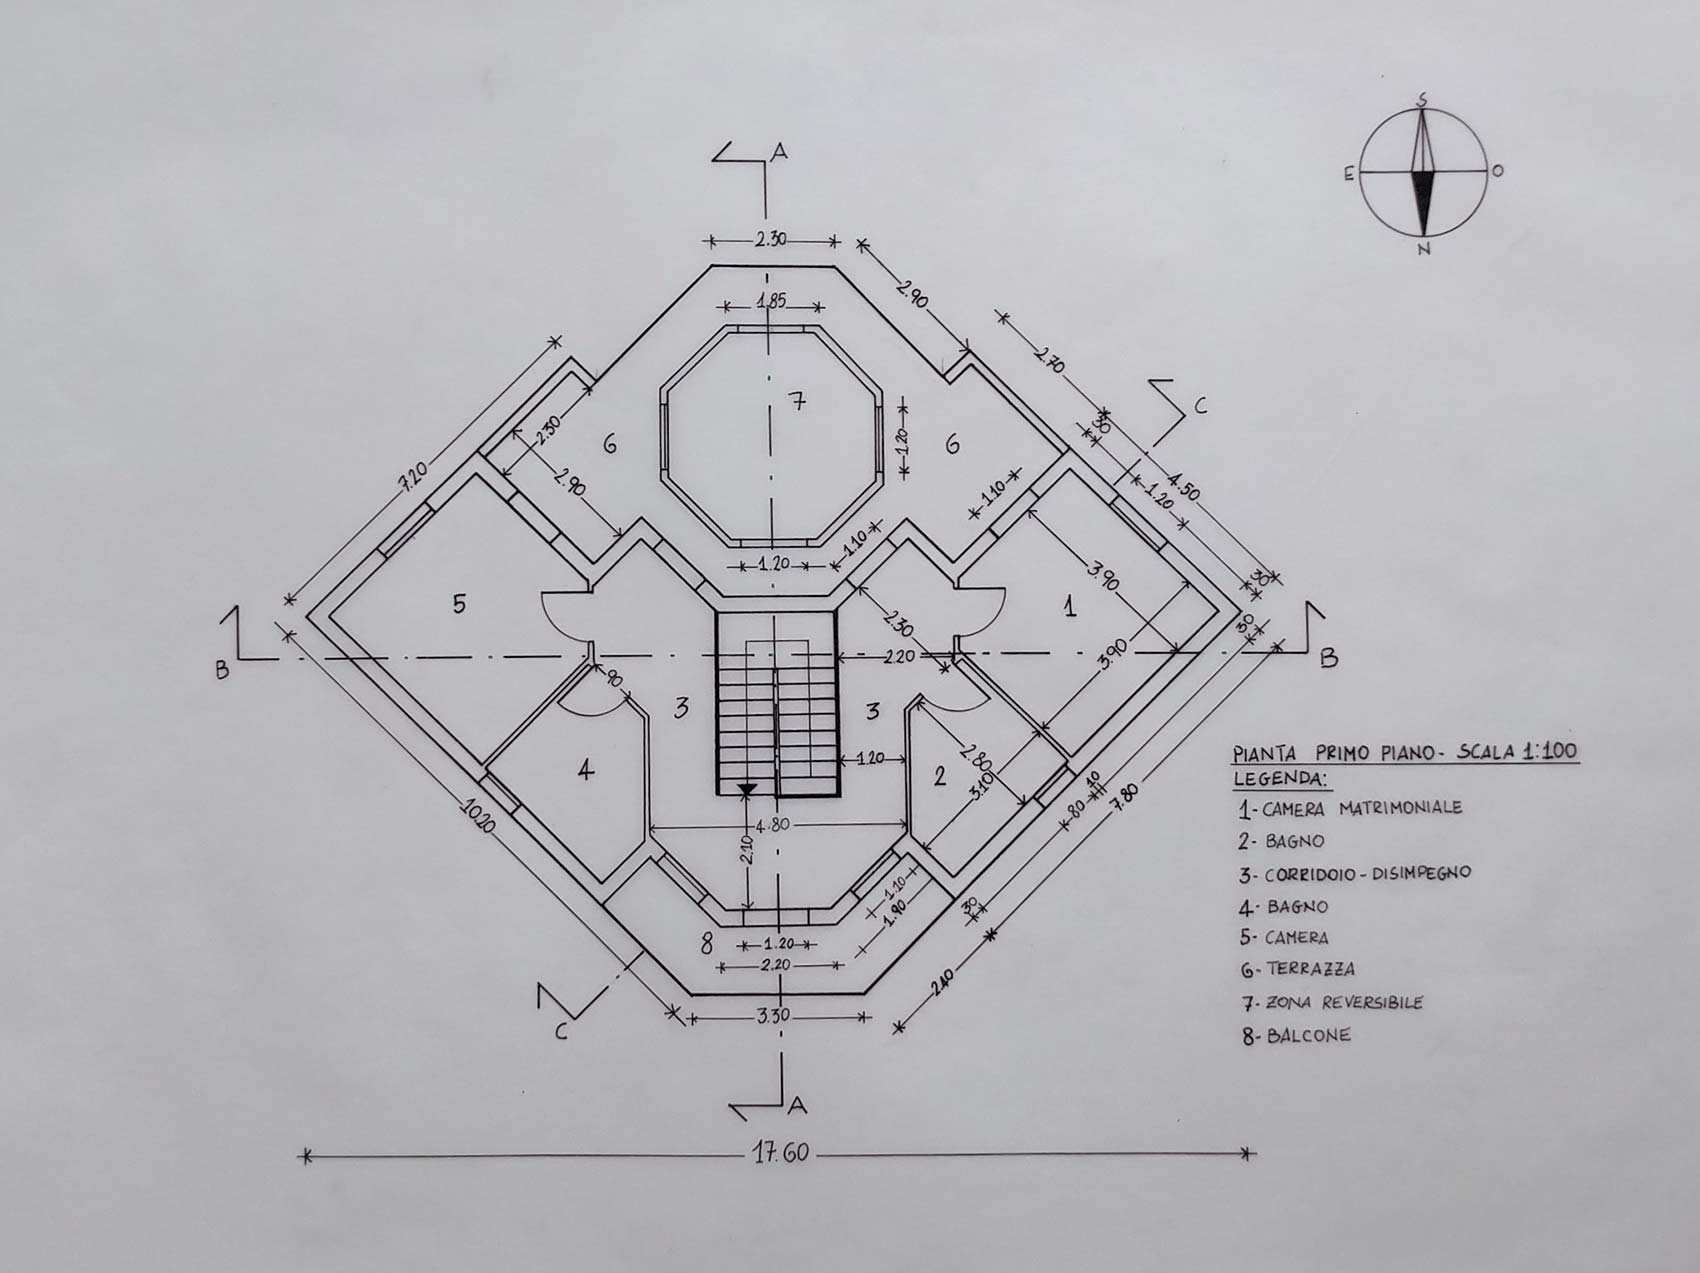 S
E
O
N
A
2.30
2.90
1.85
2.70
7
C
30
7.20
2.30
6
1.20
6
4.50
1.20
2.90
1.10
1.10
1.20
3.90
30
5
1
2.30
30
B
2.20
3.90
B
90
3
3
4
1.20
2.80
2
3.10
10
80
7.80
10.20
4.80
2.10
1.10
1.90
30
8
1.20
2.20
2.40
3.30
C
A
17.60
PIANTA PRIMO PIANO - SCALA 1:100
LEGENDA:
1- CAMERA MATRIMONIALE
2- BAGNO
3- CORRIDOIO - DISIMPEGNO
4- BAGNO
5- CAMERA
6- TERRAZZA
7- ZONA REVERSIBILE
8- BALCONE